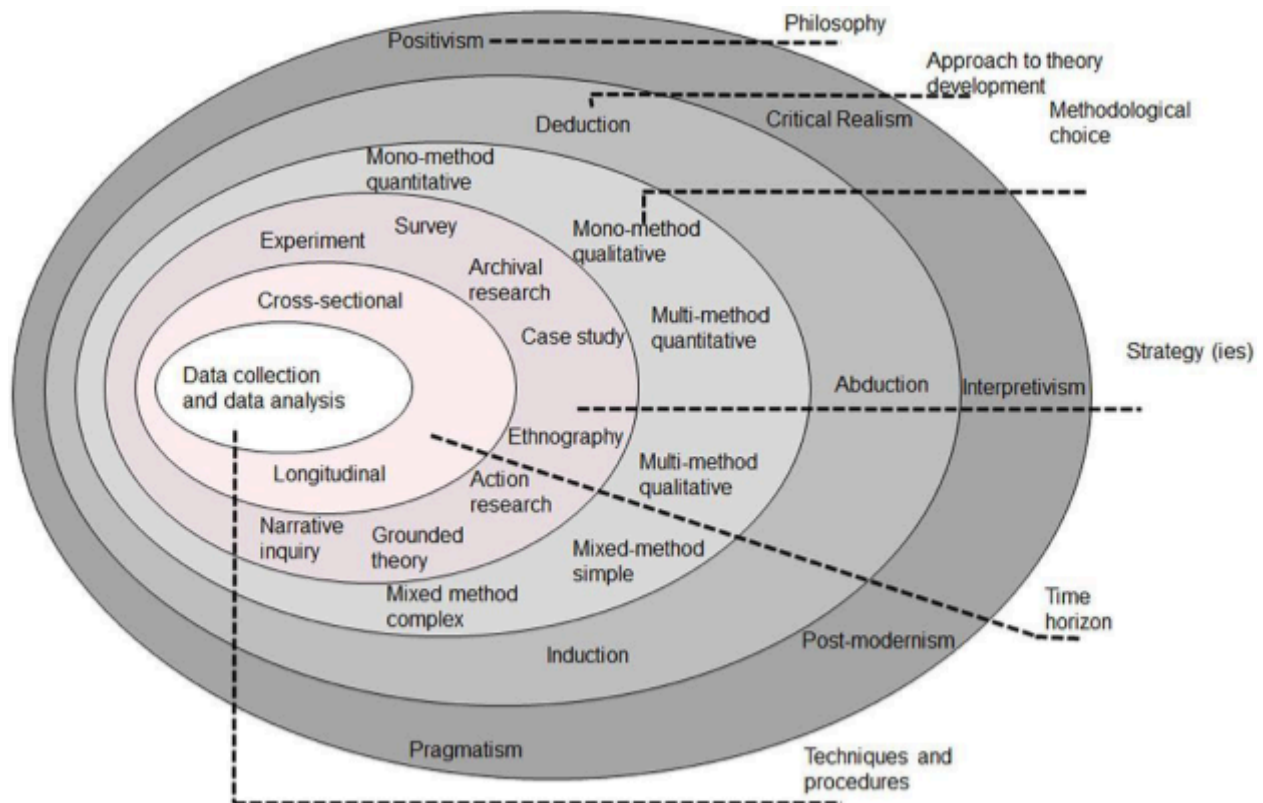 Philosophy
Positivism
Approach to theory
development
Critical Realism
Methodological
choice
Deduction
Mono-method
quantitative
Survey
Mono-method
qualitative
Experiment
Archival
research
Cross-sectional
Multi-method
quantitative
Case study
Strategy (ies)
Data collection
and data analysis
Abduction
Interpretivism
Ethnography
Multi-method
qualitative
Longitudinal
Action
research
Narrative
inquiry
Grounded
theory
Mixed-method
simple
Mixed method
complex
Time
horizon
Induction
Post-modernism
Pragmatism
Techniques and
procedures